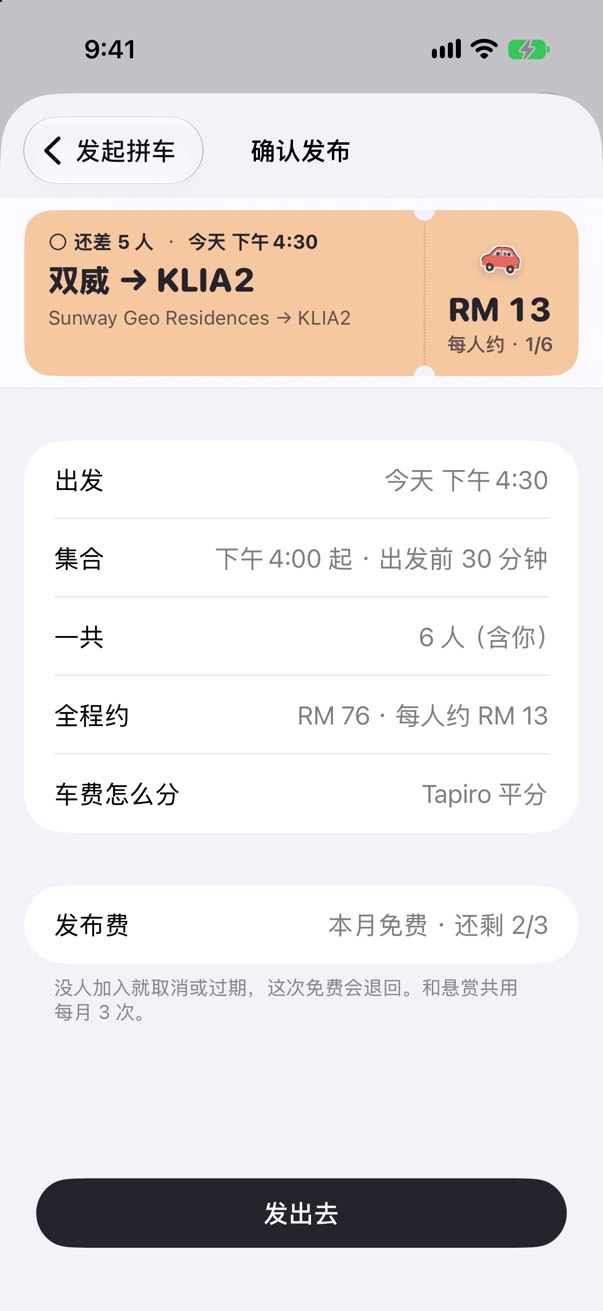 9:41
发起拼车
确认发布
还差 5 人 · 今天 下午 4:30
双威 → KLIA2
Sunway Geo Residences → KLIA2
RM 13
每人约 · 1/6
出发
今天 下午 4:30
集合
下午 4:00 起 · 出发前 30 分钟
一共
6 人（含你）
全程约
RM 76 · 每人约 RM 13
车费怎么分
Tapiro 平分
发布费
本月免费 · 还剩 2/3
没人加入就取消或过期，这次免费会退回。和悬赏共用
每月 3 次。
发出去